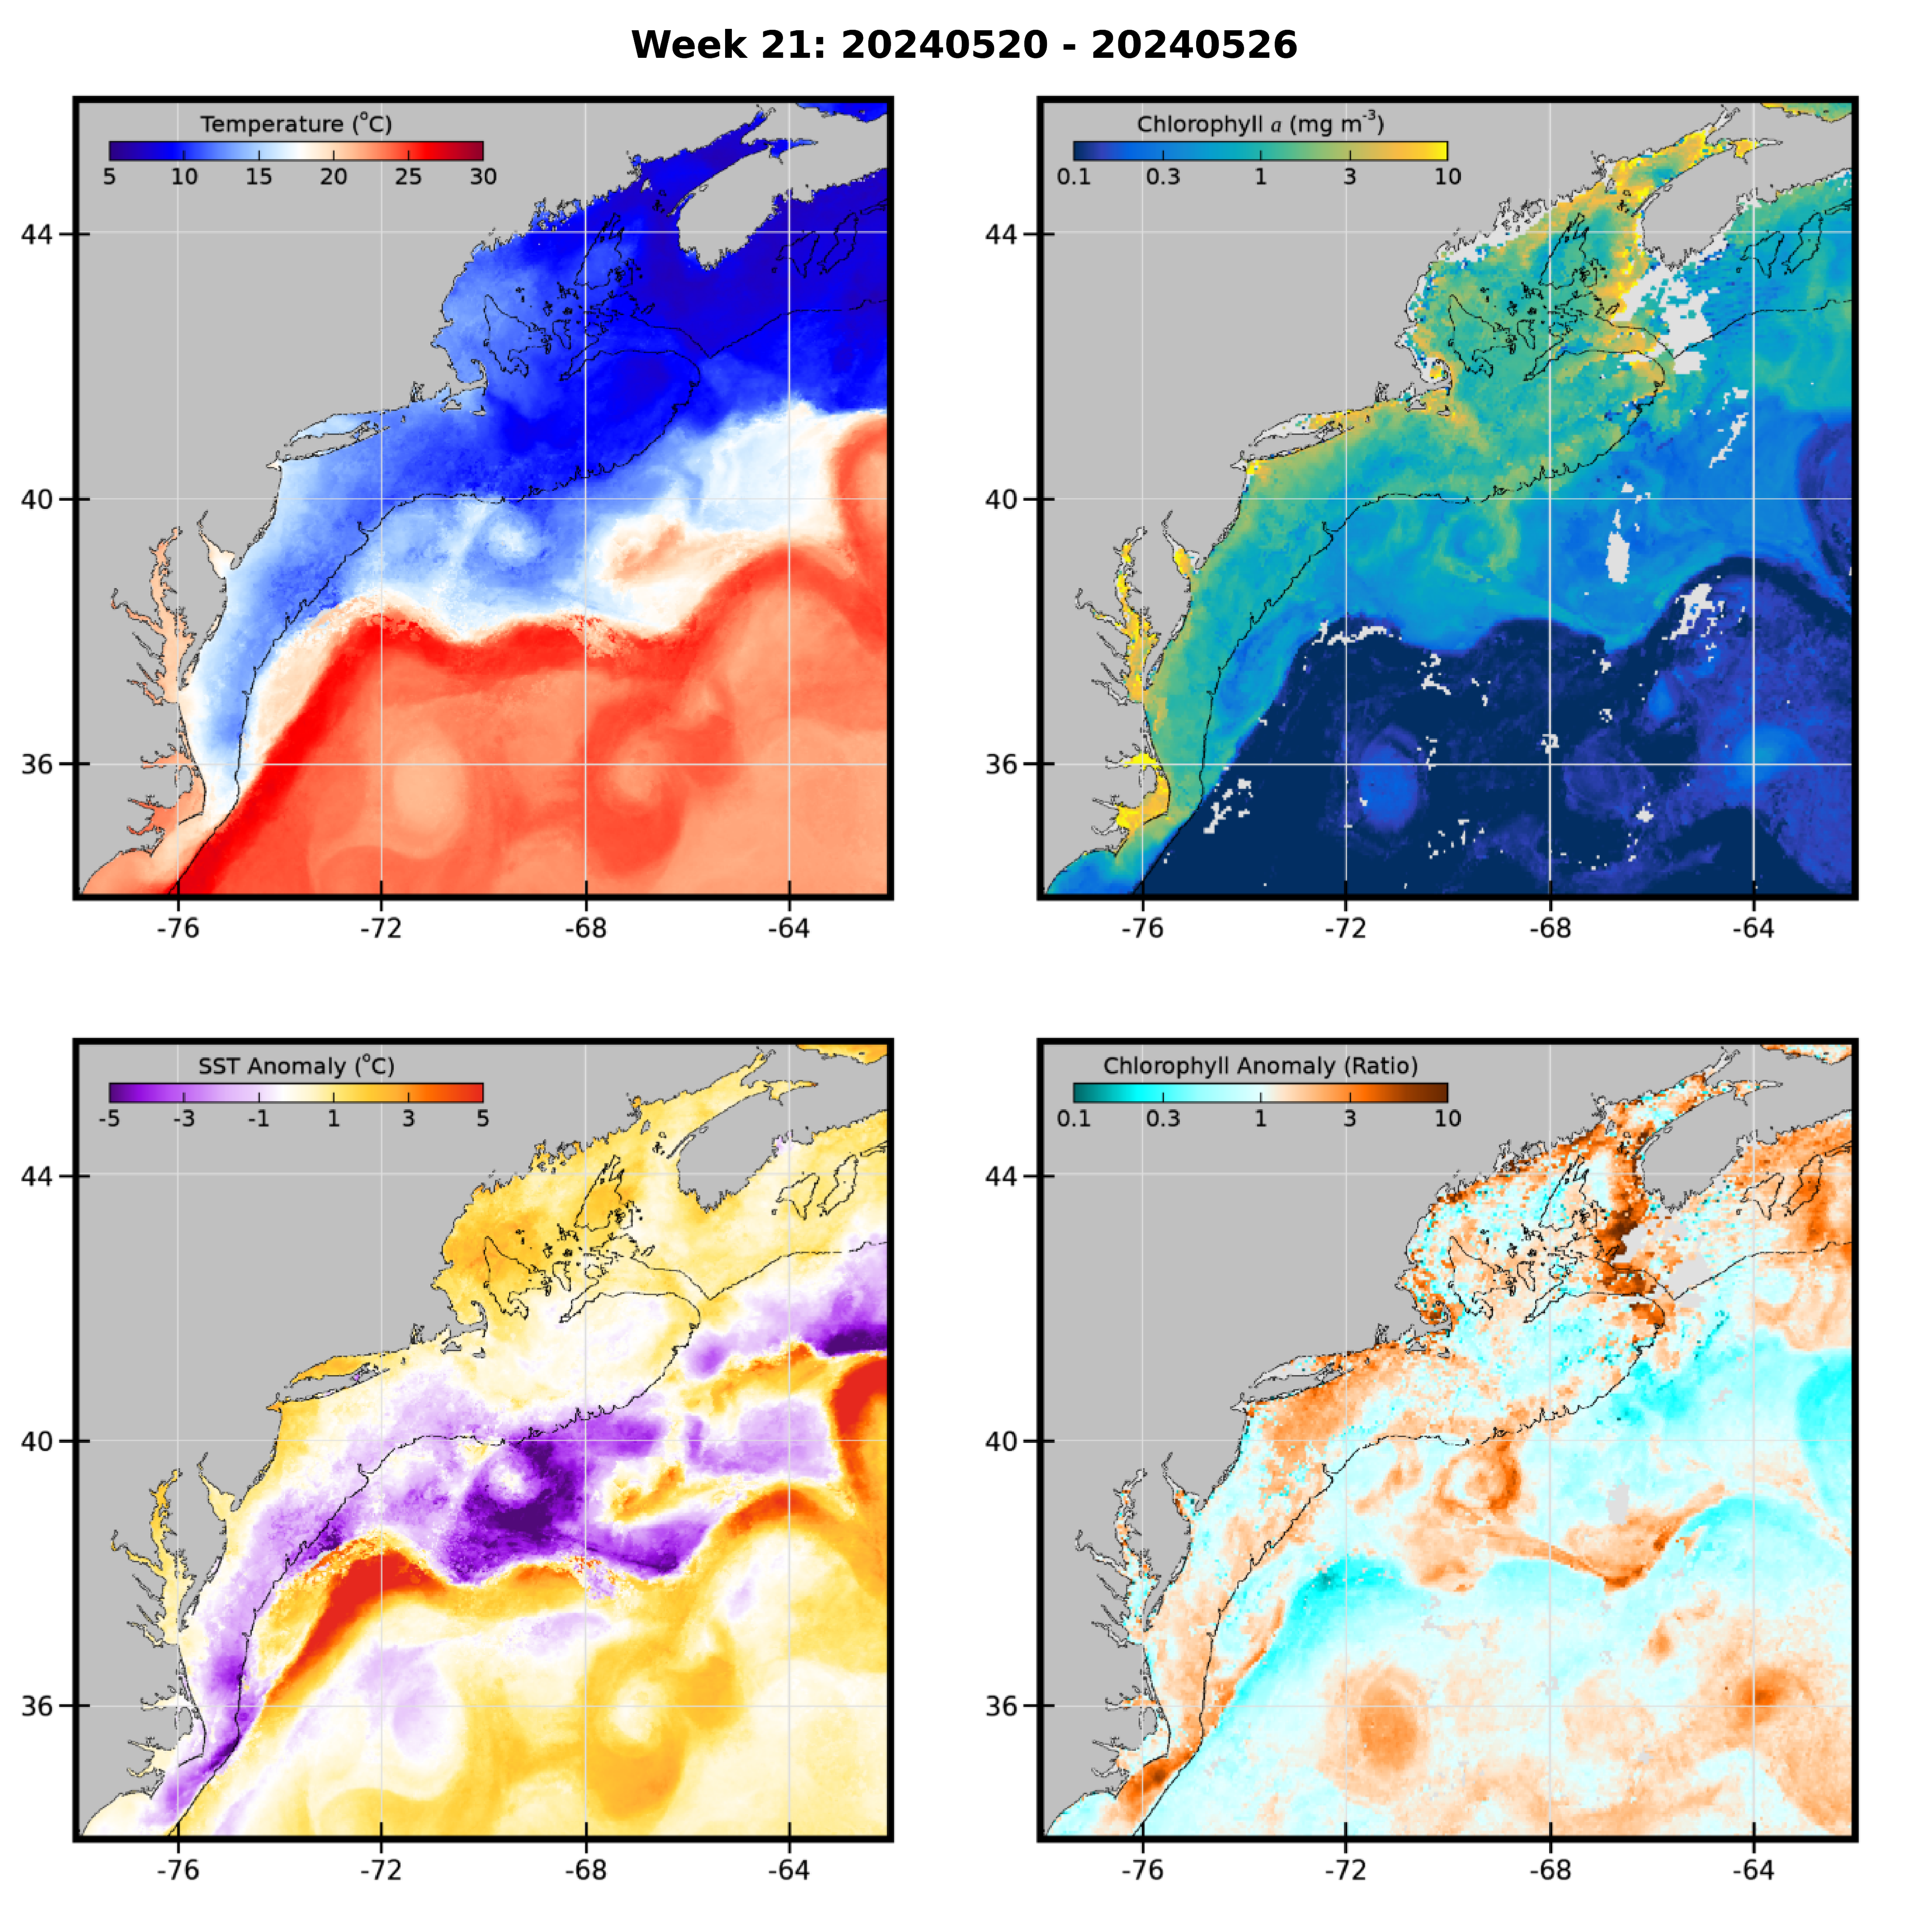 Week 21: 20240520 - 20240526
Temperature (°C)
5 10 15 20 25 30
44
40
36
-76 -72 -68 -64
Chlorophyll a (mg m⁻³)
0.1 0.3 1 3 10
44
40
36
-76 -72 -68 -64
SST Anomaly (°C)
-5 -3 -1 1 3 5
44
40
36
-76 -72 -68 -64
Chlorophyll Anomaly (Ratio)
0.1 0.3 1 3 10
44
40
36
-76 -72 -68 -64